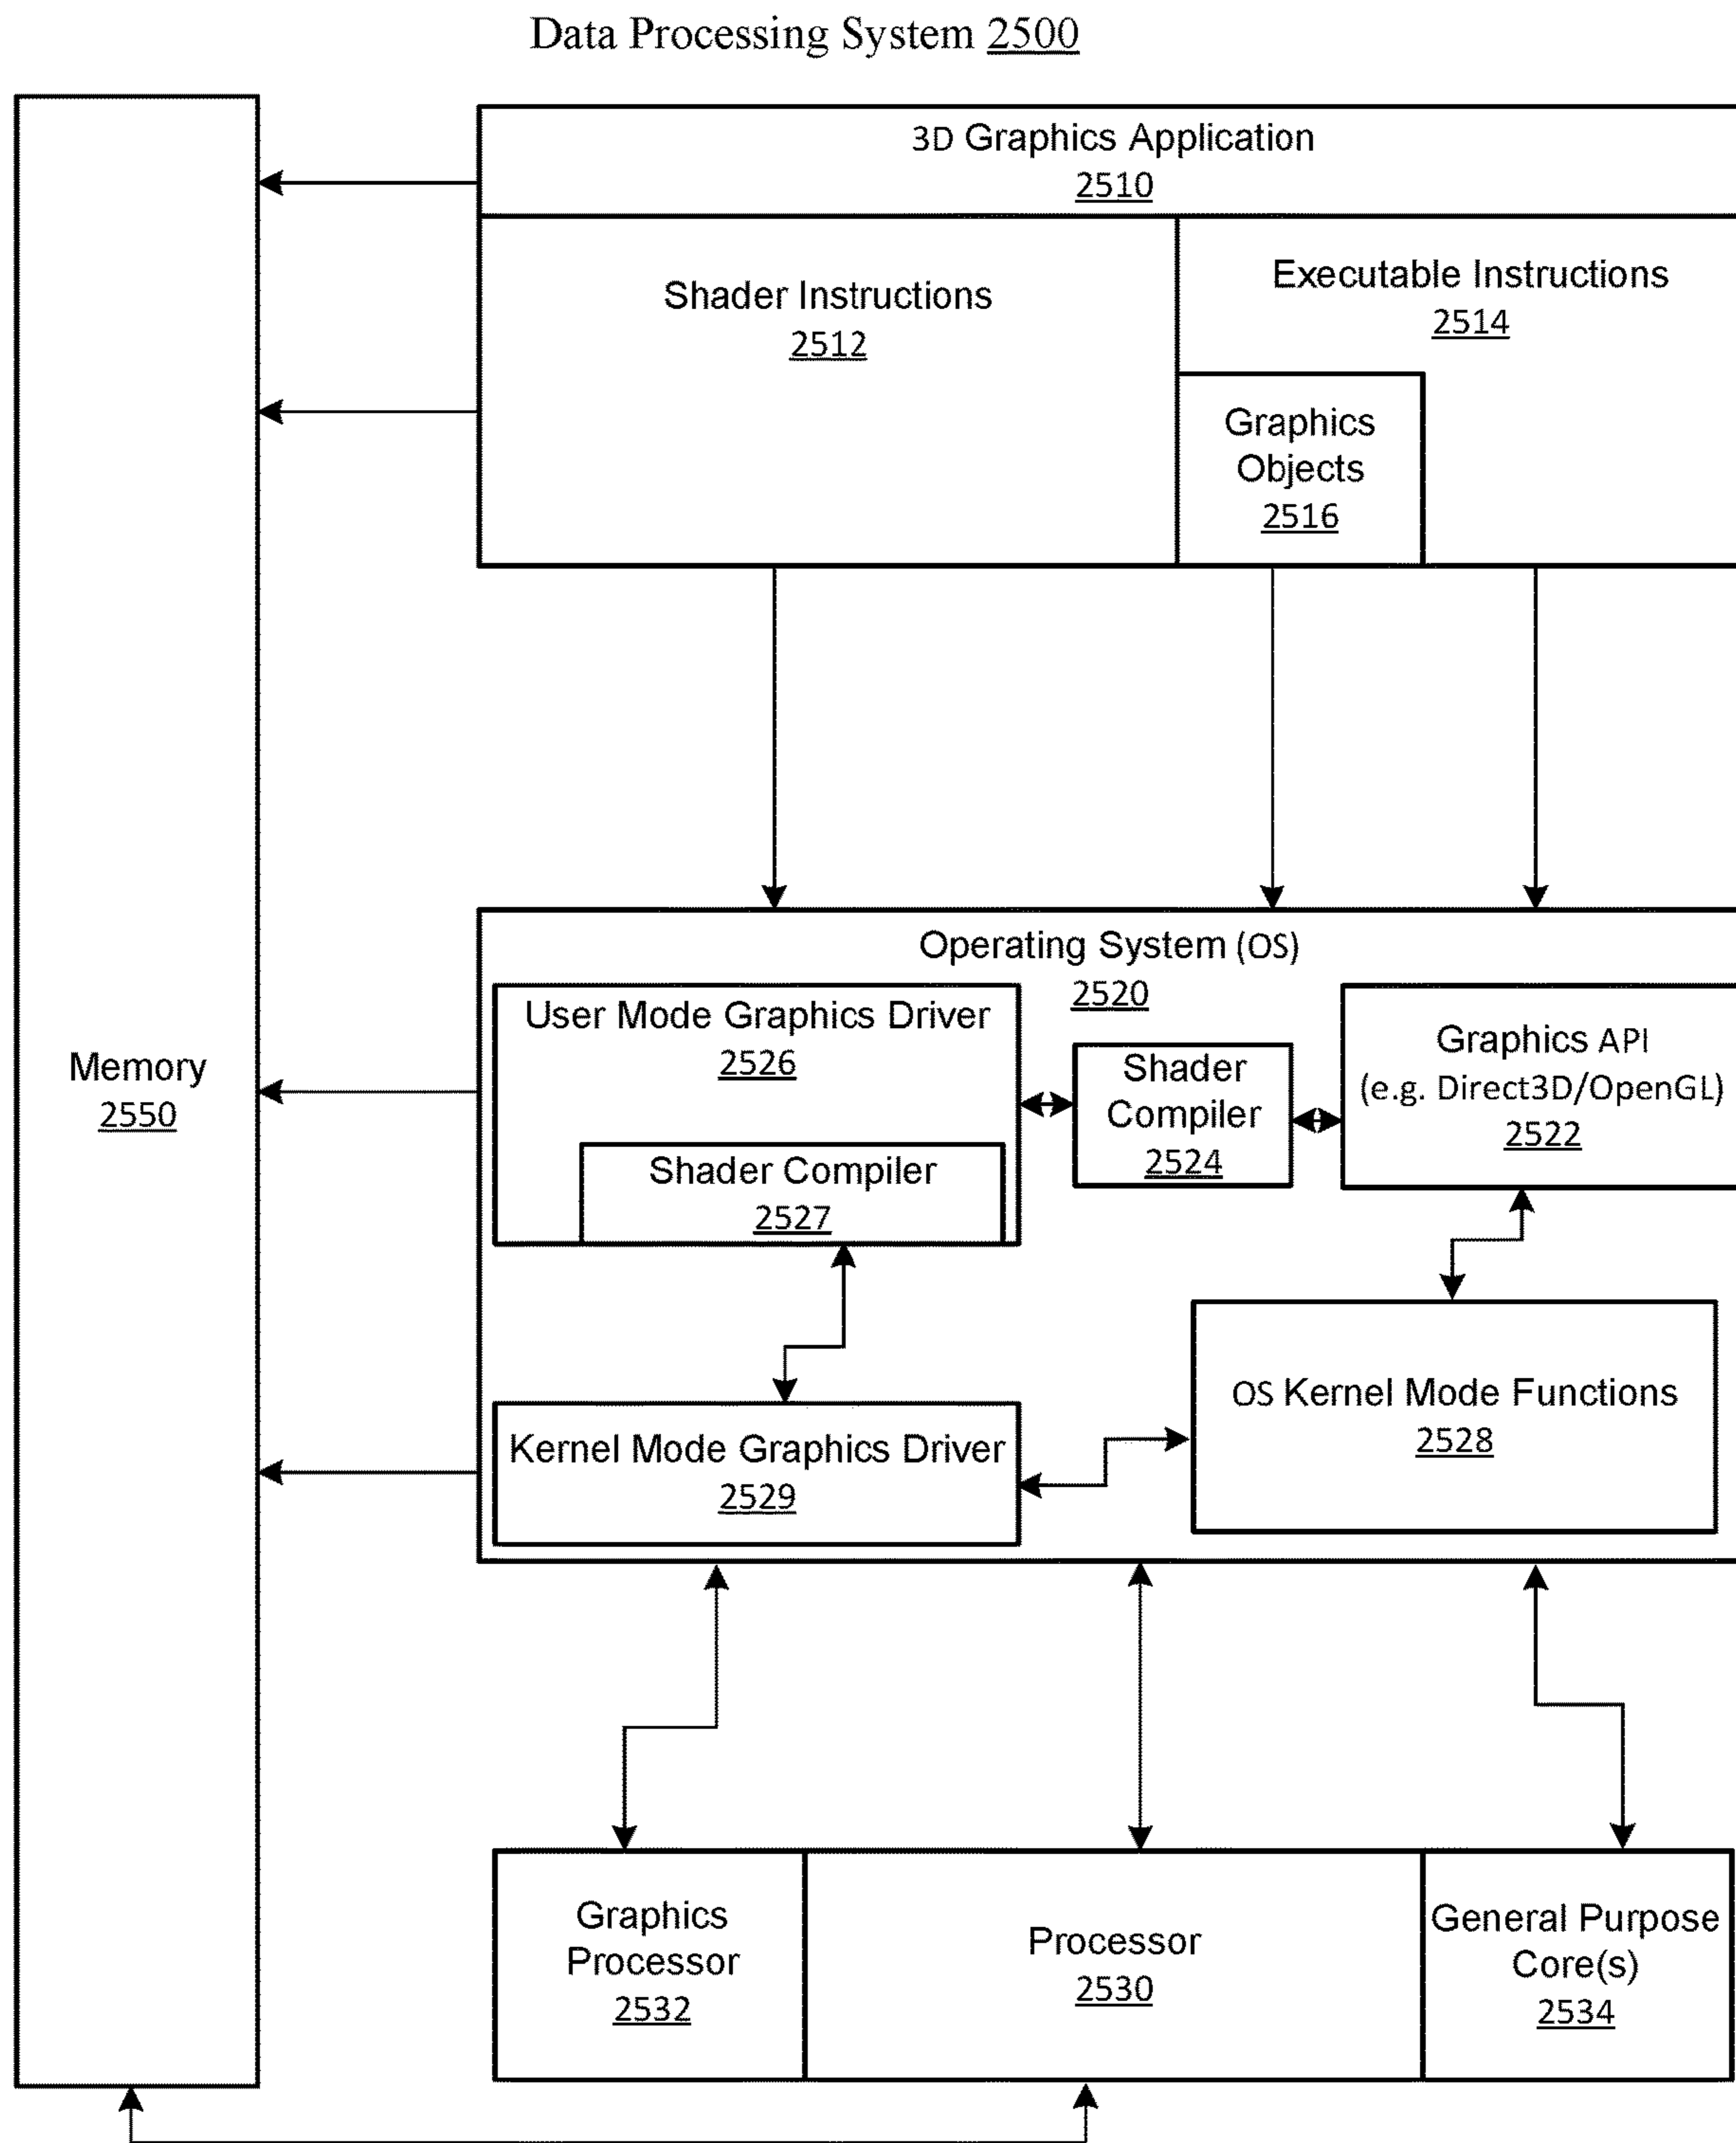 Data Processing System 2500
3D Graphics Application
2510
Shader Instructions
2512
Executable Instructions
2514
Graphics
Objects
2516
Operating System (OS)
2520
User Mode Graphics Driver
2526
Shader Compiler
2527
Shader
Compiler
2524
Graphics API
(e.g. Direct3D/OpenGL)
2522
Memory
2550
Kernel Mode Graphics Driver
2529
OS Kernel Mode Functions
2528
Graphics
Processor
2532
Processor
2530
General Purpose
Core(s)
2534